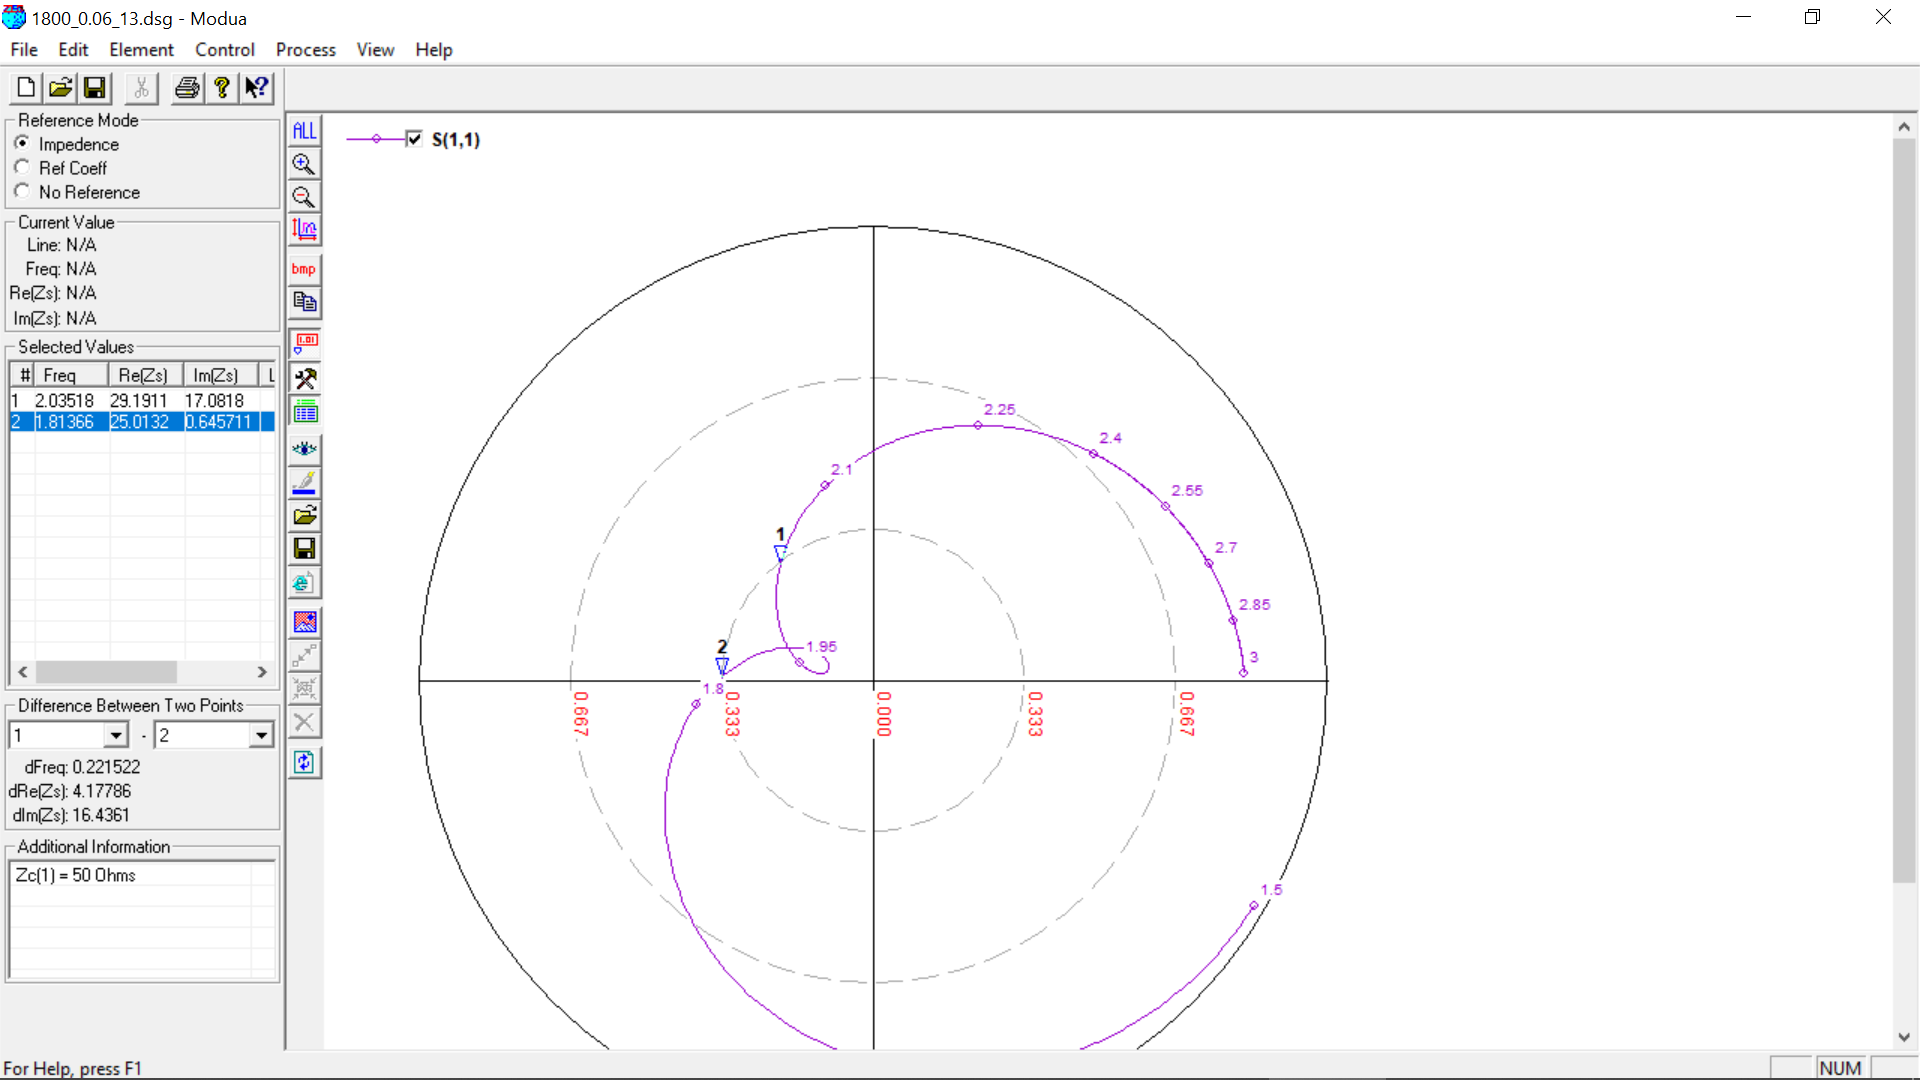 1800_0.06_13.dsg - Modua
File Edit Element Control Process View Help
Reference Mode
Impedence
Ref Coeff
No Reference
Current Value
Line: N/A
Freq: N/A
Re(Zs): N/A
Im(Zs): N/A
Selected Values
# Freq Re(Zs) Im(Zs) L
1 2.03518 29.1911 17.0818
2 1.81366 25.0132 0.645711
Difference Between Two Points
1 - 2
dFreq: 0.221522
dRe(Zs): 4.17786
dIm(Zs): 16.4361
Additional Information
Zc(1) = 50 Ohms
ALL
bmp
1.01
S(1,1)
2.25
2.4
2.1
2.55
1
2.7
2.85
2
1.95
3
1.8
0.667
0.333
0.000
0.333
0.667
1.5
For Help, press F1
NUM